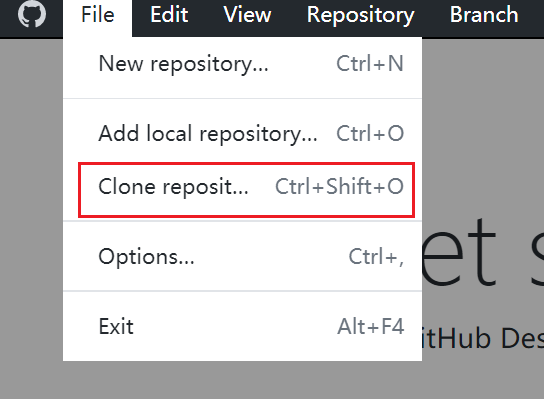 File Edit View Repository Branch
New repository... Ctrl+N
Add local repository... Ctrl+O
Clone reposit... Ctrl+Shift+O
Options... Ctrl+,
et s
Exit Alt+F4
itHub Des